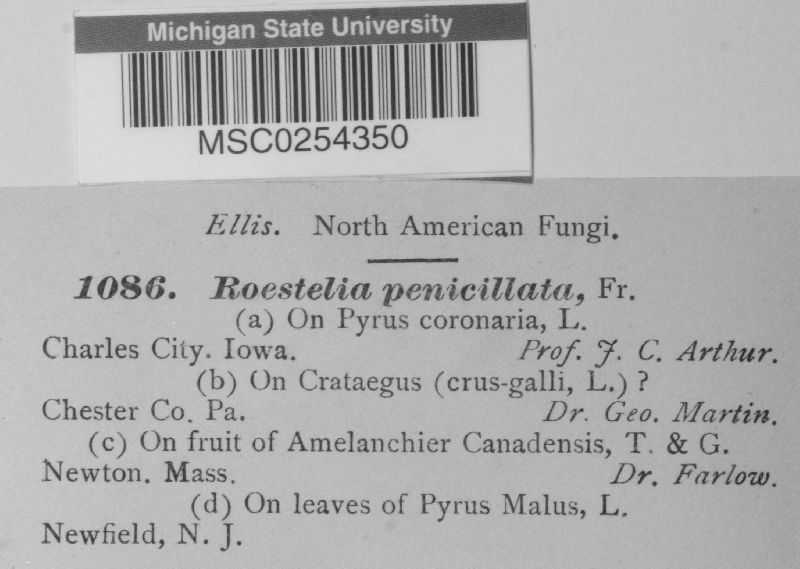 Michigan State University
MSC0254350
Ellis. North American Fungi.
1086. Roestelia penicillata, Fr.
(a) On Pyrus coronaria, L.
Charles City. Iowa. Prof. J. C. Arthur.
(b) On Crataegus (crus-galli, L.) ?
Chester Co. Pa. Dr. Geo. Martin.
(c) On fruit of Amelanchier Canadensis, T. & G.
Newton. Mass. Dr. Farlow.
(d) On leaves of Pyrus Malus, L.
Newfield, N. J.